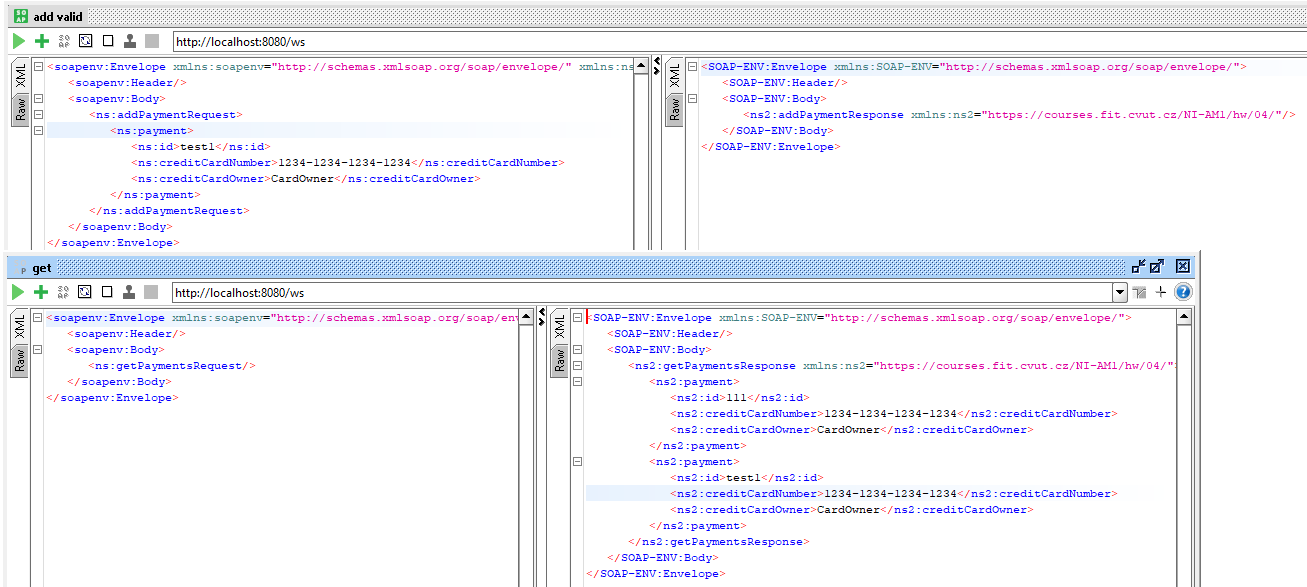 add valid
http://localhost:8080/ws
XML
Raw
<soapenv:Envelope xmlns:soapenv="http://schemas.xmlsoap.org/soap/envelope/" xmlns:ns
<soapenv:Header/>
<soapenv:Body>
<ns:addPaymentRequest>
<ns:payment>
<ns:id>test1</ns:id>
<ns:creditCardNumber>1234-1234-1234-1234</ns:creditCardNumber>
<ns:creditCardOwner>CardOwner</ns:creditCardOwner>
</ns:payment>
</ns:addPaymentRequest>
</soapenv:Body>
</soapenv:Envelope>
XML
Raw
<SOAP-ENV:Envelope xmlns:SOAP-ENV="http://schemas.xmlsoap.org/soap/envelope/">
<SOAP-ENV:Header/>
<SOAP-ENV:Body>
<ns2:addPaymentResponse xmlns:ns2="https://courses.fit.cvut.cz/NI-AM1/hw/04/"/>
</SOAP-ENV:Body>
</SOAP-ENV:Envelope>
get
http://localhost:8080/ws
XML
Raw
<soapenv:Envelope xmlns:soapenv="http://schemas.xmlsoap.org/soap/env
<soapenv:Header/>
<soapenv:Body>
<ns:getPaymentsRequest/>
</soapenv:Body>
</soapenv:Envelope>
XML
Raw
<SOAP-ENV:Envelope xmlns:SOAP-ENV="http://schemas.xmlsoap.org/soap/envelope/">
<SOAP-ENV:Header/>
<SOAP-ENV:Body>
<ns2:getPaymentsResponse xmlns:ns2="https://courses.fit.cvut.cz/NI-AM1/hw/04/"
<ns2:payment>
<ns2:id>111</ns2:id>
<ns2:creditCardNumber>1234-1234-1234-1234</ns2:creditCardNumber>
<ns2:creditCardOwner>CardOwner</ns2:creditCardOwner>
</ns2:payment>
<ns2:payment>
<ns2:id>test1</ns2:id>
<ns2:creditCardNumber>1234-1234-1234-1234</ns2:creditCardNumber>
<ns2:creditCardOwner>CardOwner</ns2:creditCardOwner>
</ns2:payment>
</ns2:getPaymentsResponse>
</SOAP-ENV:Body>
</SOAP-ENV:Envelope>